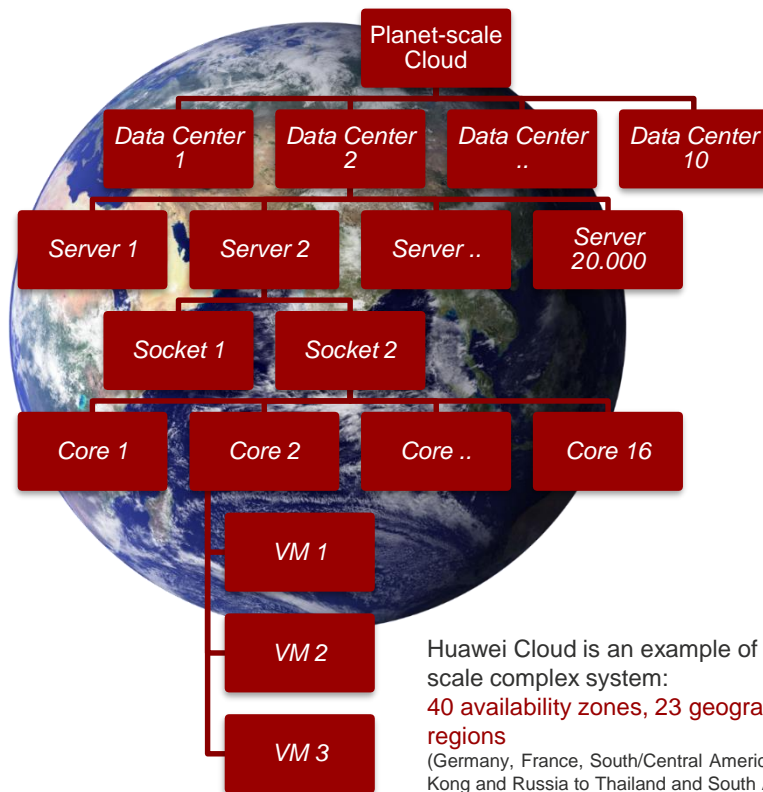 Planet-scale
Cloud
Data Center
1
Data Center
2
Data Center
..
Data Center
10
Server 1
Server 2
Server ..
Server
20.000
Socket 1
Socket 2
Core 1
Core 2
Core ..
Core 16
VM 1
VM 2
VM 3
Huawei Cloud is an example of
scale complex system:
40 availability zones, 23 geogra
regions
(Germany, France, South/Central Americ
Kong and Russia to Thailand and South